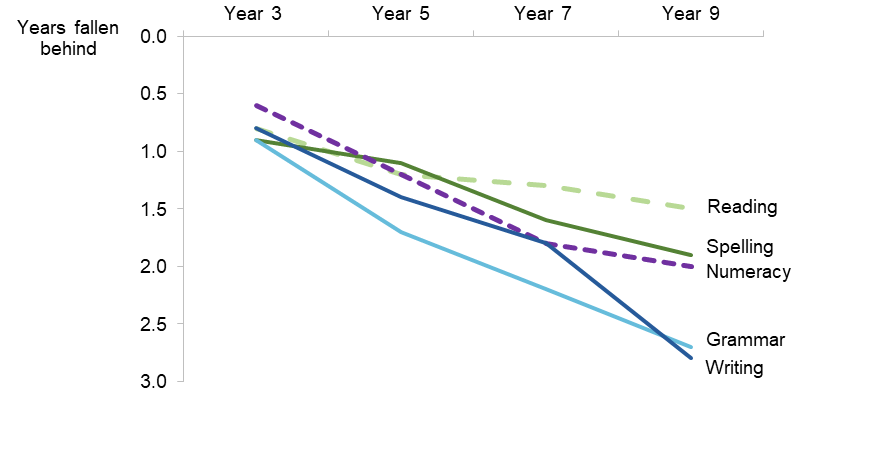 Years fallen
behind
Year 3
Year 5
Year 7
Year 9
0.0
0.5
1.0
1.5
2.0
2.5
3.0
Reading
Spelling
Numeracy
Grammar
Writing